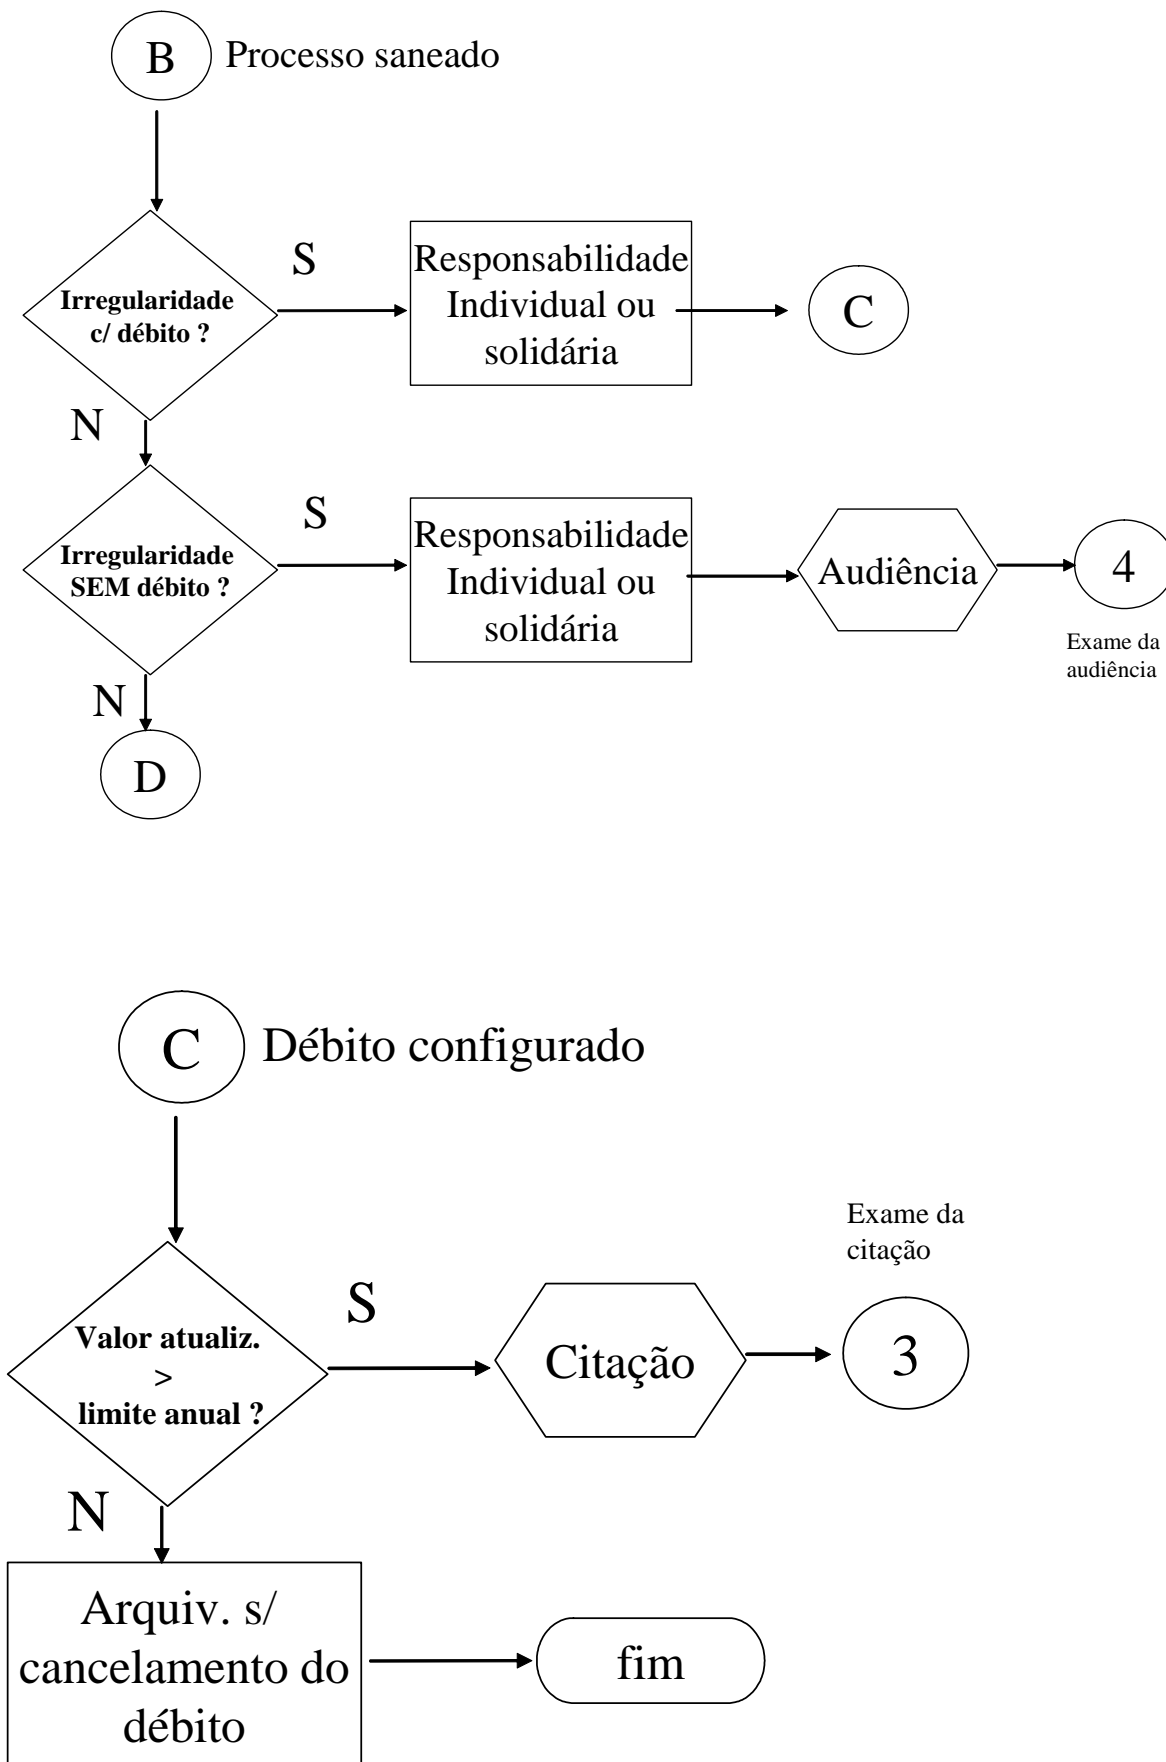 B
Processo saneado
Irregularidade
c/ débito ?
S
Responsabilidade
Individual ou
solidária
C
N
Irregularidade
SEM débito ?
S
Responsabilidade
Individual ou
solidária
Audiência
4
Exame da
audiência
N
D
C
Débito configurado
Valor atualiz.
>
limite anual ?
S
Citação
Exame da
citação
3
N
Arquiv. s/
cancelamento do
débito
fim